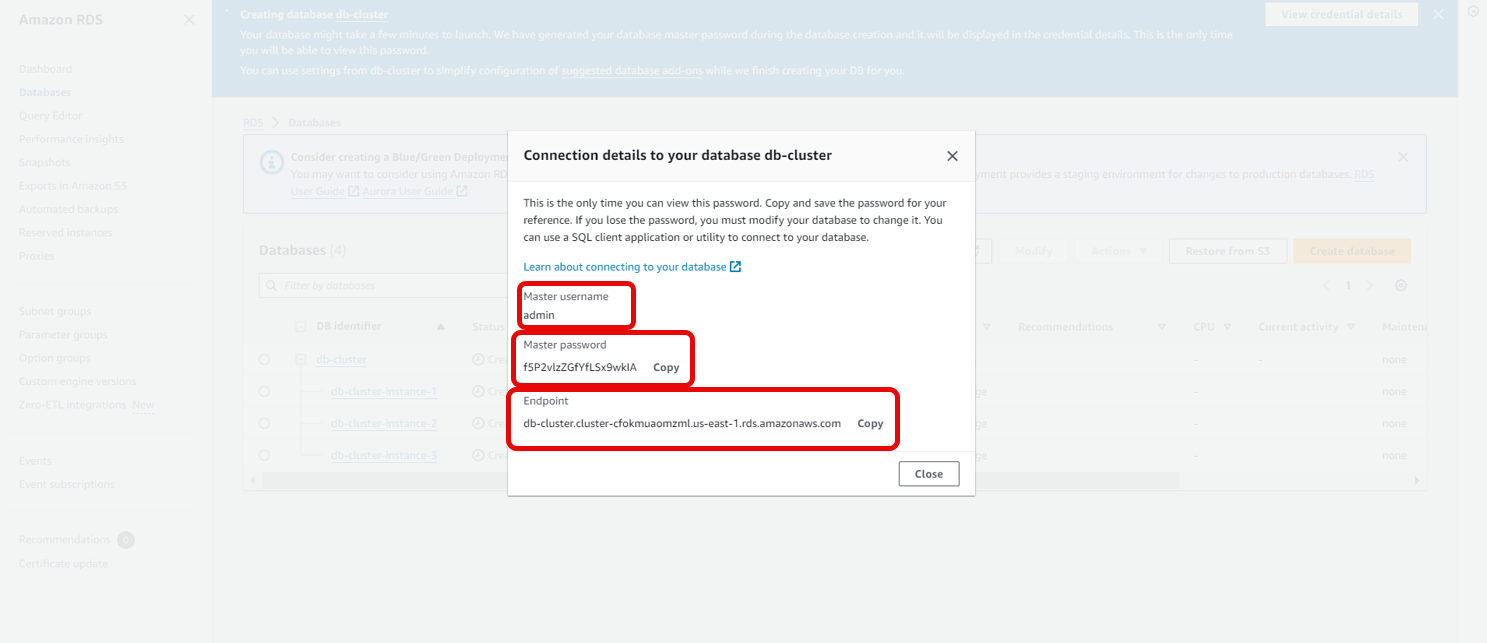 Amazon RDS
Dashboard
Databases
Query Editor
Performance insights
Snapshots
Exports in Amazon S3
Automated backups
Reserved instances
Proxies
Subnet groups
Parameter groups
Option groups
Custom engine versions
Zero-ETL integrations New
Events
Event subscriptions
Recommendations 0
Certificate update
Creating database db-cluster
View credential details
Your database might take a few minutes to launch. We have generated your database master password during the database creation and it will be displayed in the credential details. This is the only time
you will be able to view this password.
You can use settings from db-cluster to simplify configuration of suggested database add-ons while we finish creating your DB for you.
RDS > Databases
Consider creating a Blue/Green Deployme
You may want to consider using Amazon RD
yment provides a staging environment for changes to production databases. RDS
User Guide Aurora User Guide
Databases (4)
Modify
Actions
Restore from S3
Create database
Filter by databases
1
DB identifier
Status
Recommendations
CPU
Current activity
Maintena
db-cluster
Cre
-
-
none
db-cluster-instance-1
Cre
ge
-
none
db-cluster-instance-2
Cre
ge
-
none
db-cluster-instance-3
Cre
ge
-
none
Connection details to your database db-cluster
This is the only time you can view this password. Copy and save the password for your
reference. If you lose the password, you must modify your database to change it. You
can use a SQL client application or utility to connect to your database.
Learn about connecting to your database
Master username
admin
Master password
f5P2vlzZGfYfLSx9wkIA Copy
Endpoint
db-cluster.cluster-cfokmuaomzml.us-east-1.rds.amazonaws.com Copy
Close